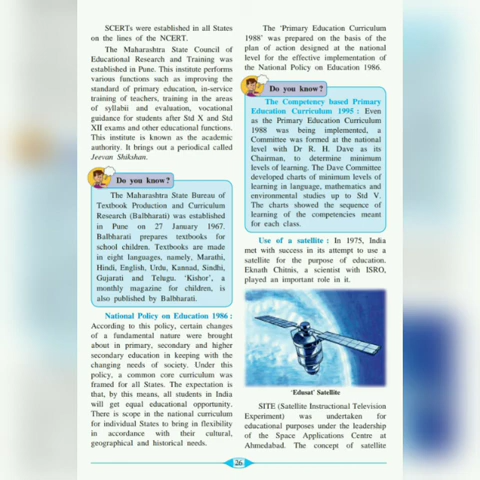 SCERTs were established in all States
on the lines of the NCERT.
The Maharashtra State Council of
Educational Research and Training was
established in Pune. This institute performs
various functions such as improving the
standard of primary education, in-service
training of teachers, training in the areas
of syllabii and evaluation, vocational
guidance for students after Std X and Std
XII exams and other educational functions.
This institute is known as the academic
authority. It brings out a periodical called
Jeevan Shikshan.
Do you know?
The Maharashtra State Bureau of
Textbook Production and Curriculum
Research (Balbharati) was established
in Pune on 27 January 1967.
Balbharati prepares textbooks for
school children. Textbooks are made
in eight languages, namely, Marathi,
Hindi, English, Urdu, Kannad, Sindhi,
Gujarati and Telugu. 'Kishor', a
monthly magazine for children, is
also published by Balbharati.
National Policy on Education 1986 :
According to this policy, certain changes
of a fundamental nature were brought
about in primary, secondary and higher
secondary education in keeping with the
changing needs of society. Under this
policy, a common core curriculum was
framed for all States. The expectation is
that, by this means, all students in India
will get equal educational opportunity.
There is scope in the national curriculum
for individual States to bring in flexibility
in accordance with their cultural,
geographical and historical needs.
The 'Primary Education Curriculum
1988' was prepared on the basis of the
plan of action designed at the national
level for the effective implementation of
the National Policy on Education 1986.
Do you know?
The Competency based Primary
Education Curriculum 1995 : Even
as the Primary Education Curriculum
1988 was being implemented, a
Committee was formed at the national
level with Dr R. H. Dave as its
Chairman, to determine minimum
levels of learning. The Dave Committee
developed charts of minimum levels of
learning in language, mathematics and
environmental studies up to Std V.
The charts showed the sequence of
learning of the competencies meant
for each class.
Use of a satellite : In 1975, India
met with success in its attempt to use a
satellite for the purpose of education.
Eknath Chitnis, a scientist with ISRO,
played an important role in it.
'Edusat' Satellite
SITE (Satellite Instructional Television
Experiment) was undertaken for
educational purposes under the leadership
of the Space Applications Centre at
Ahmedabad. The concept of satellite
26